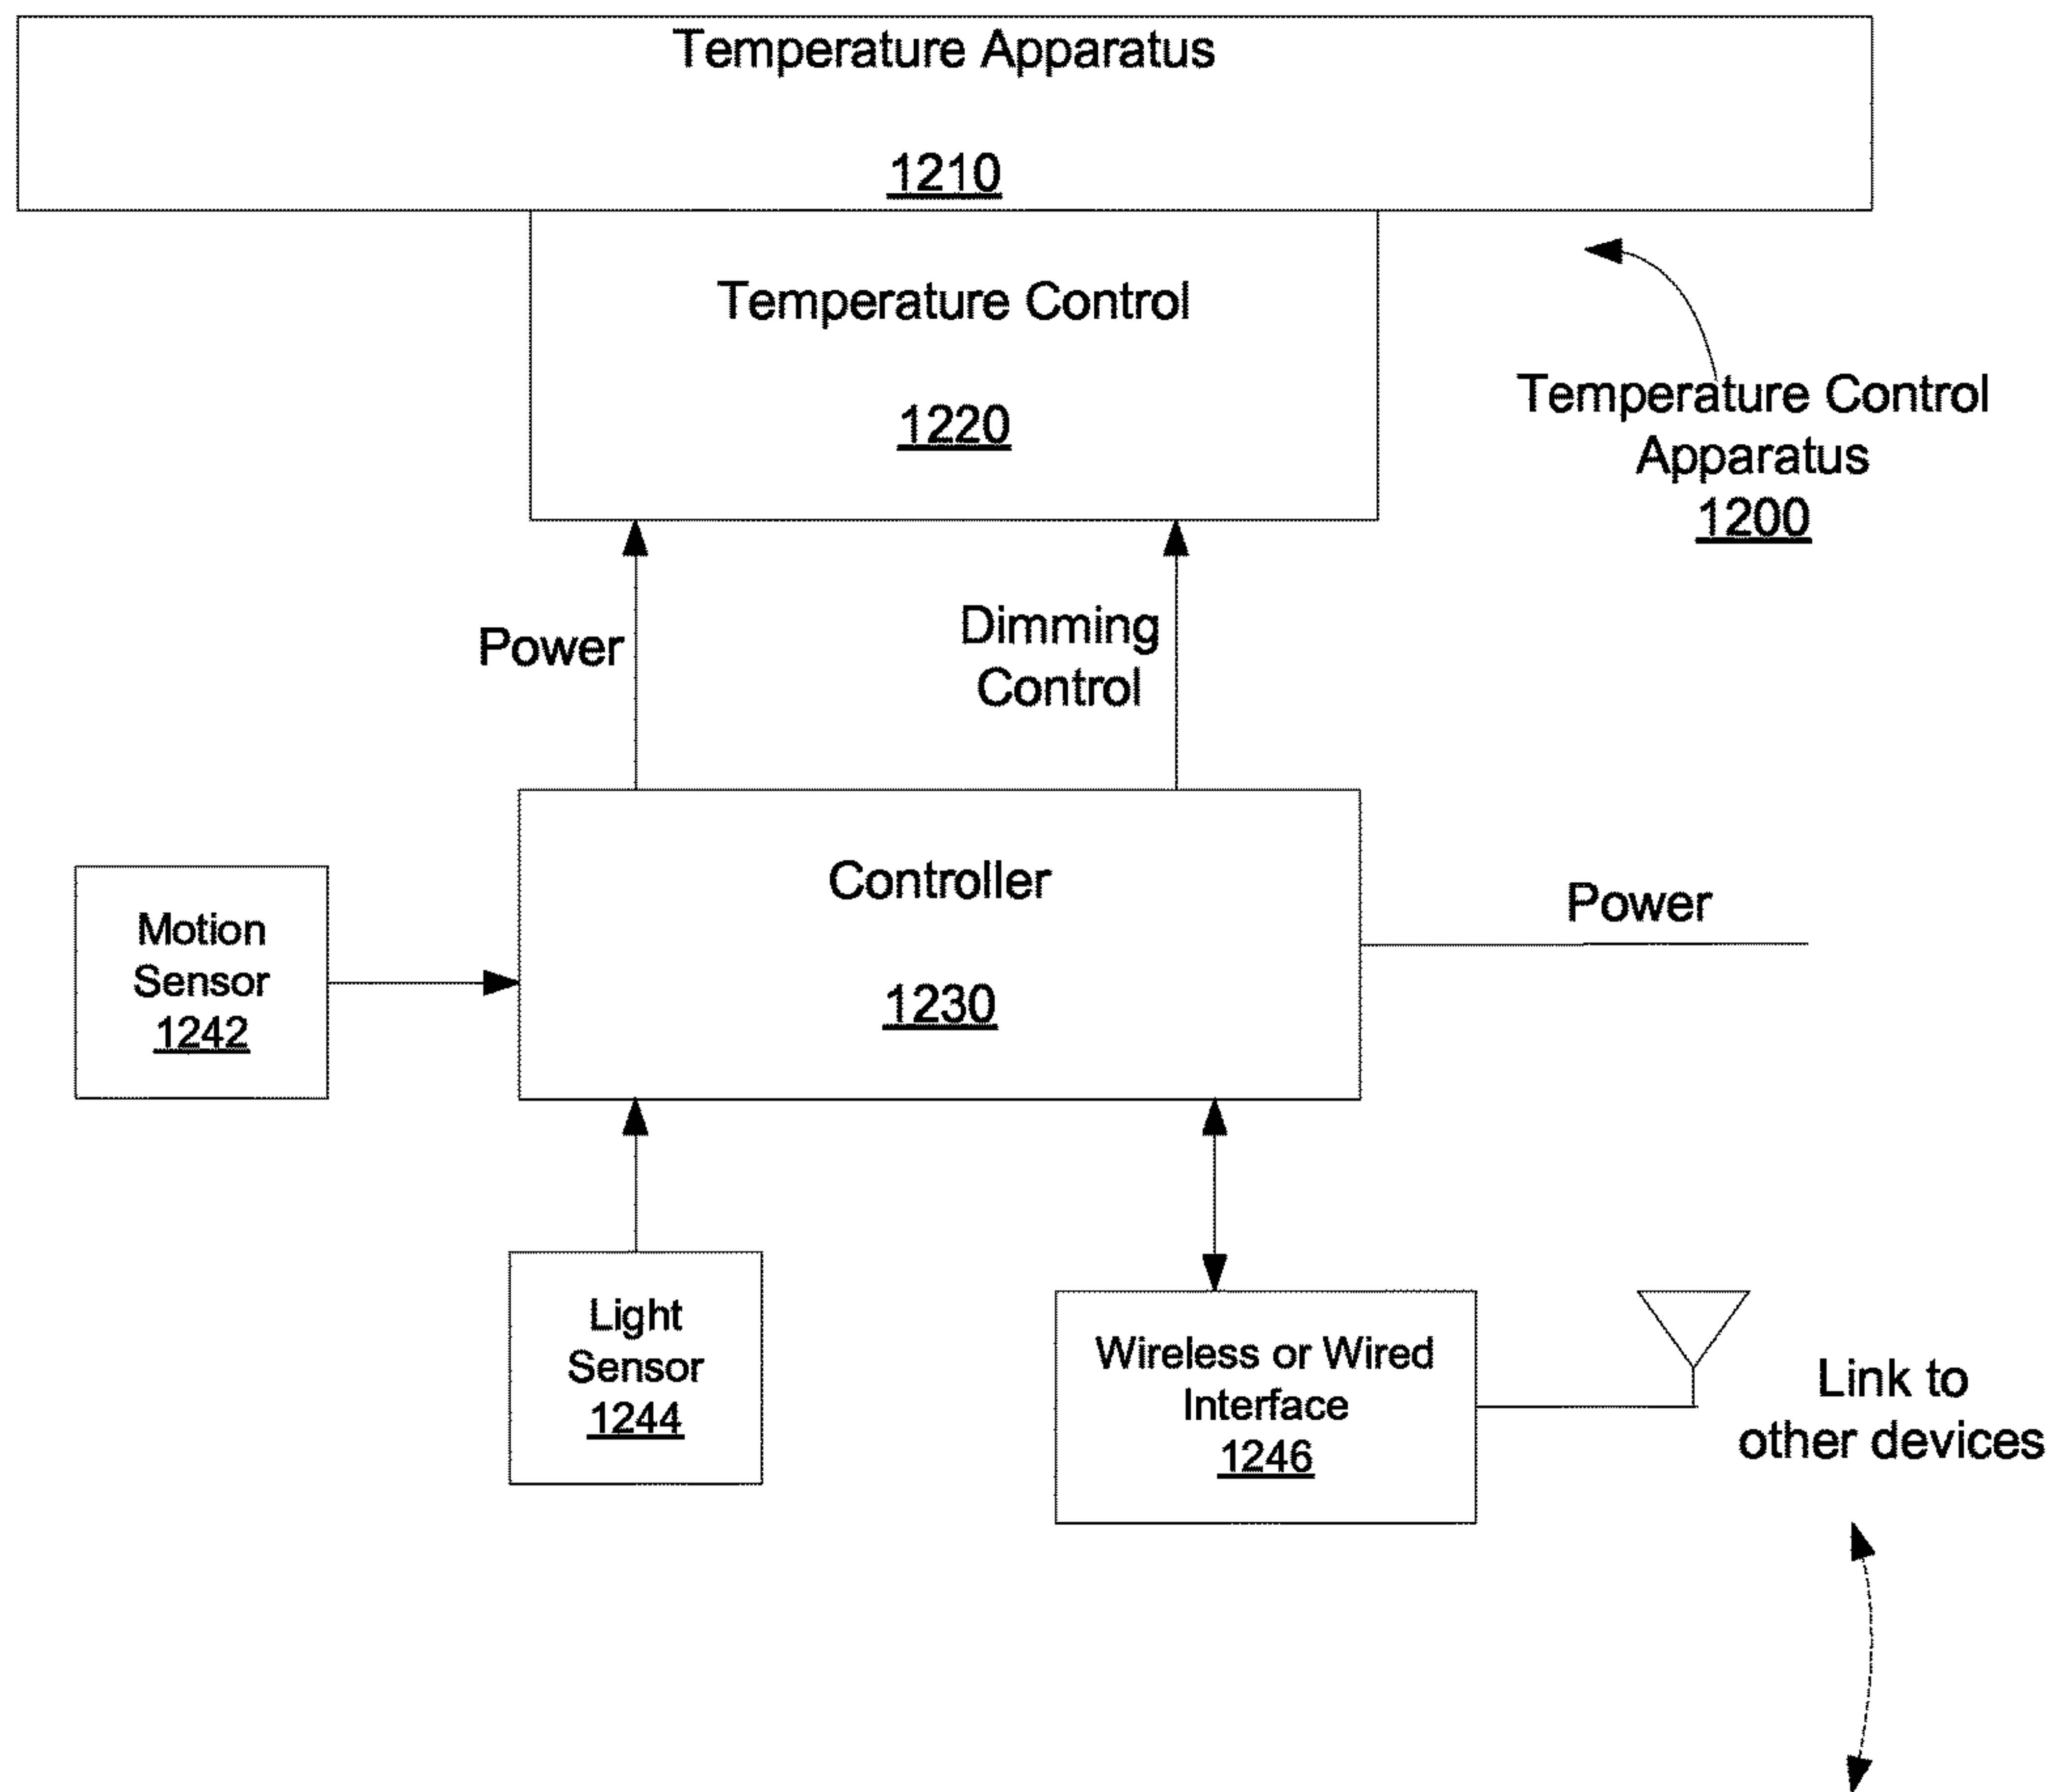 Temperature Apparatus
1210
Temperature Control
1220
Temperature Control
Apparatus
1200
Power
Dimming
Control
Controller
1230
Power
Motion
Sensor
1242
Light
Sensor
1244
Wireless or Wired
Interface
1246
Link to
other devices